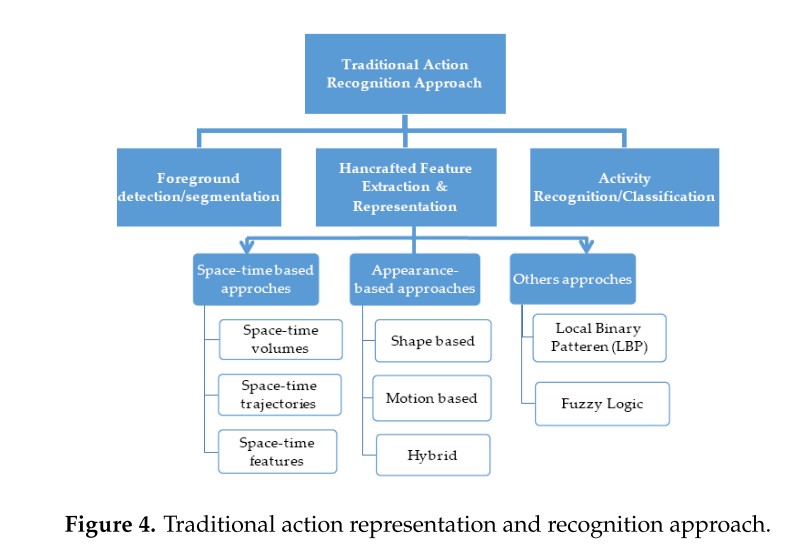 Traditional Action
Recognition Approach
Foreground
detection/segmentation
Hancrafted Feature
Extraction &
Representation
Activity
Recognition/Classification
Space-time based
approches
Appearance-
based approaches
Others approches
Space-time
volumes
Space-time
trajectories
Space-time
features
Shape based
Motion based
Hybrid
Local Binary
Patteren (LBP)
Fuzzy Logic
Figure 4. Traditional action representation and recognition approach.